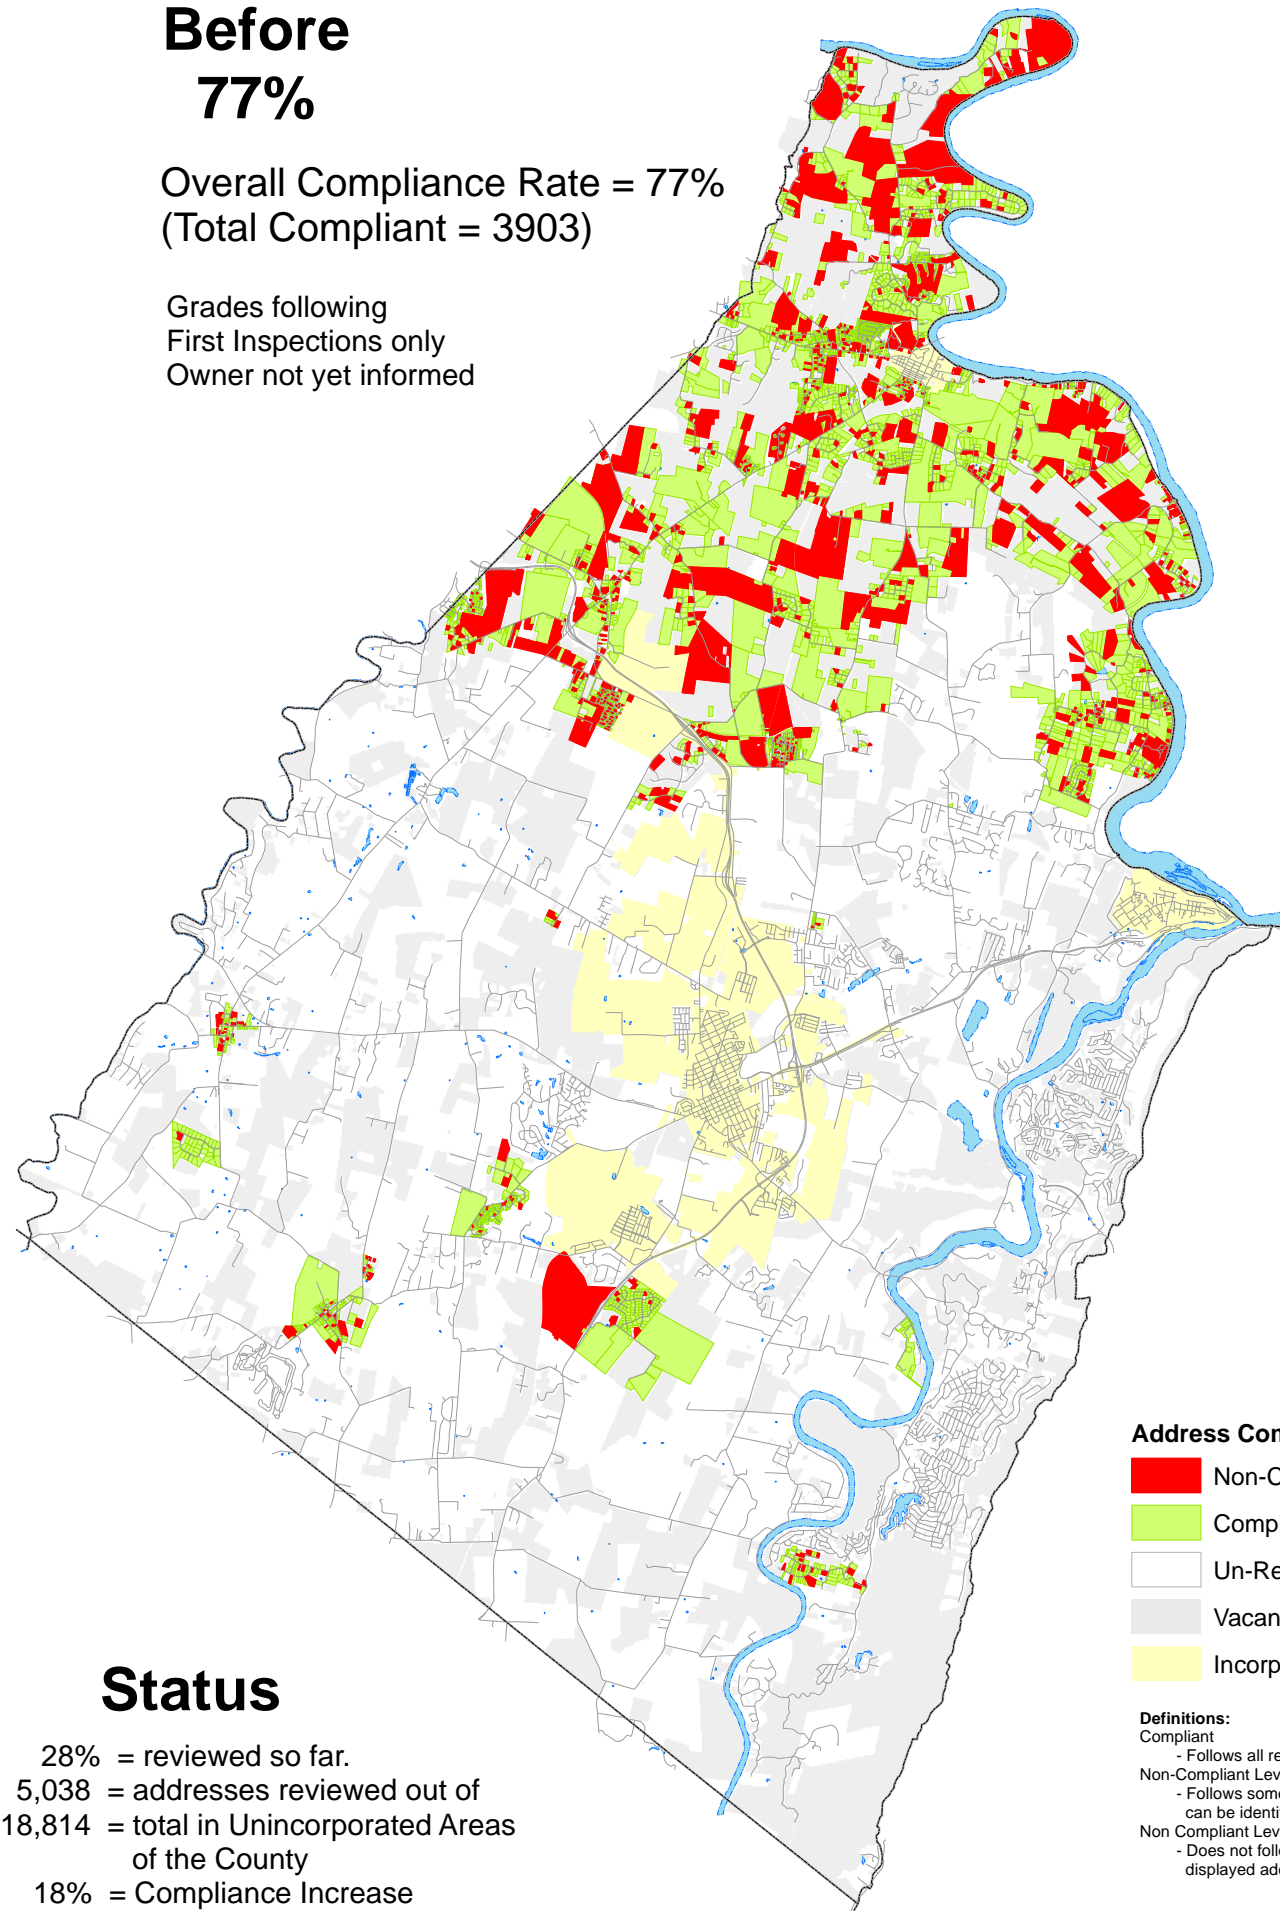 Before
77%
Overall Compliance Rate = 77%
(Total Compliant = 3903)
Grades following
First Inspections only
Owner not yet informed
Address Com
Non-C
Comp
Un-Re
Vacan
Incorp
Definitions:
Compliant
- Follows all re
Non-Compliant Lev
- Follows some
can be identi
Non Compliant Lev
- Does not follo
displayed add
Status
28% = reviewed so far.
5,038 = addresses reviewed out of
18,814 = total in Unincorporated Areas
of the County
18% = Compliance Increase